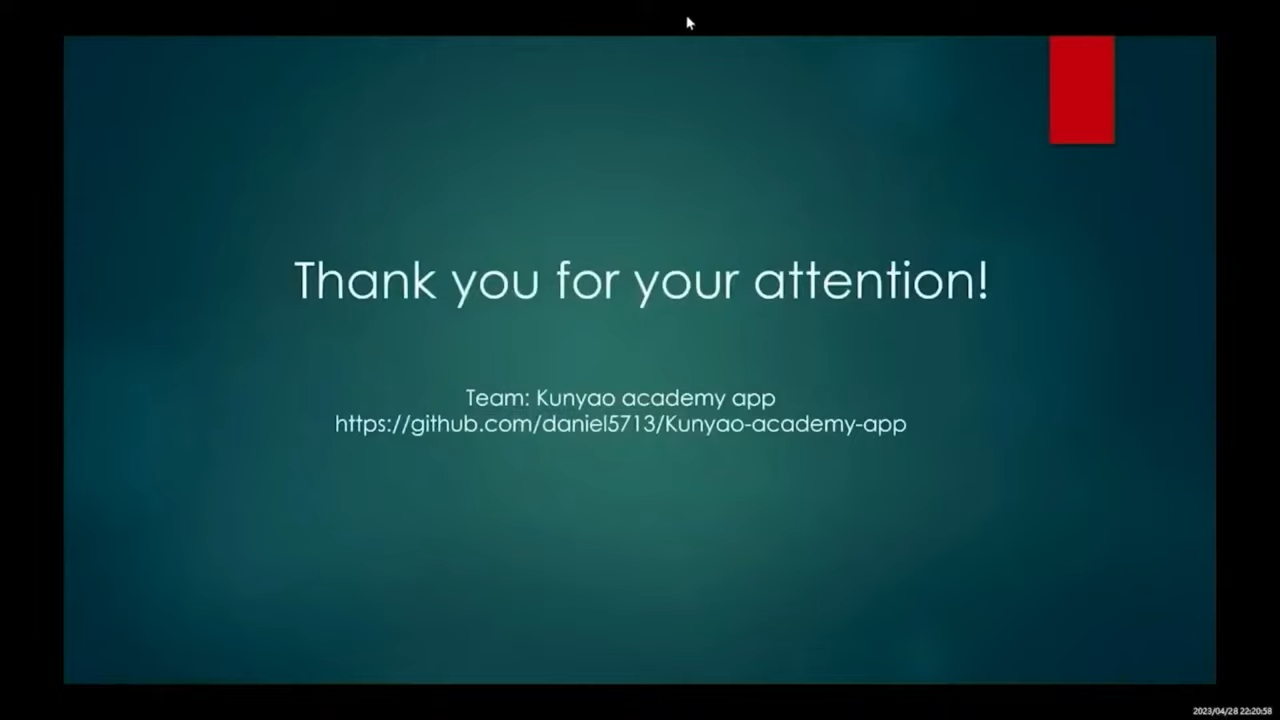 Thank you for your attention!
Team: Kunyao academy app
https://github.com/daniel5713/Kunyao-academy-app
2023/04/28 22:20:58